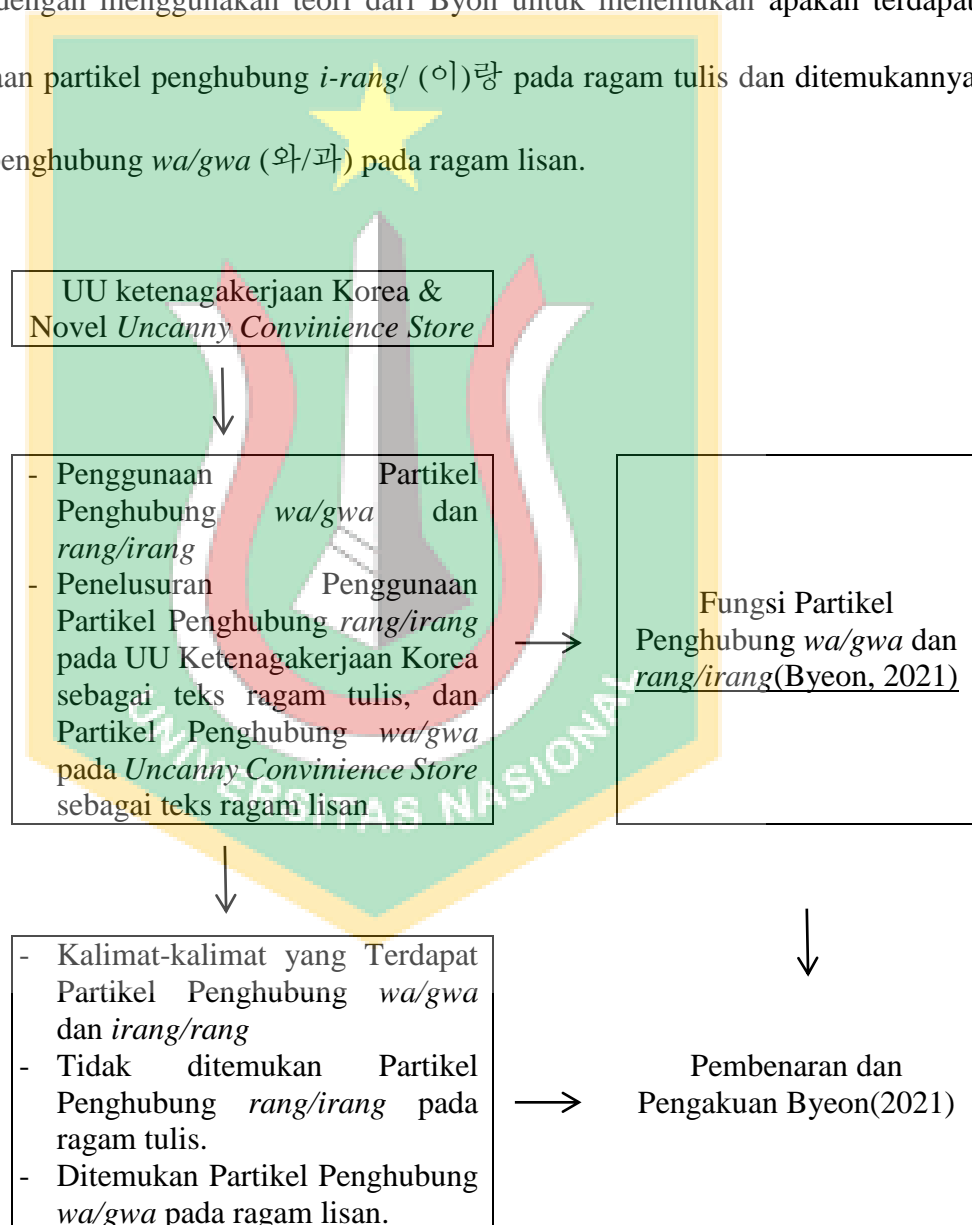 dengan menggunakan teori dari Byon untuk menemukan apakah terdapat
partikel penghubung i-rang/ (이)랑 pada ragam tulis dan ditemukannya
penghubung wa/gwa (와/과) pada ragam lisan.
UU ketenagakerjaan Korea &
Novel Uncanny Convinience Store
- Penggunaan Partikel
Penghubung wa/gwa dan
rang/irang
- Penelusuran Penggunaan
Partikel Penghubung rang/irang
pada UU Ketenagakerjaan Korea
sebagai teks ragam tulis, dan
Partikel Penghubung wa/gwa
pada Uncanny Convinience Store
sebagai teks ragam lisan
Fungsi Partikel
Penghubung wa/gwa dan
rang/irang(Byeon, 2021)
UNIVERSITAS NASIONAL
- Kalimat-kalimat yang Terdapat
Partikel Penghubung wa/gwa
dan irang/rang
- Tidak ditemukan Partikel
Penghubung rang/irang pada
ragam tulis.
- Ditemukan Partikel Penghubung
wa/gwa pada ragam lisan.
Pembenaran dan
Pengakuan Byeon(2021)